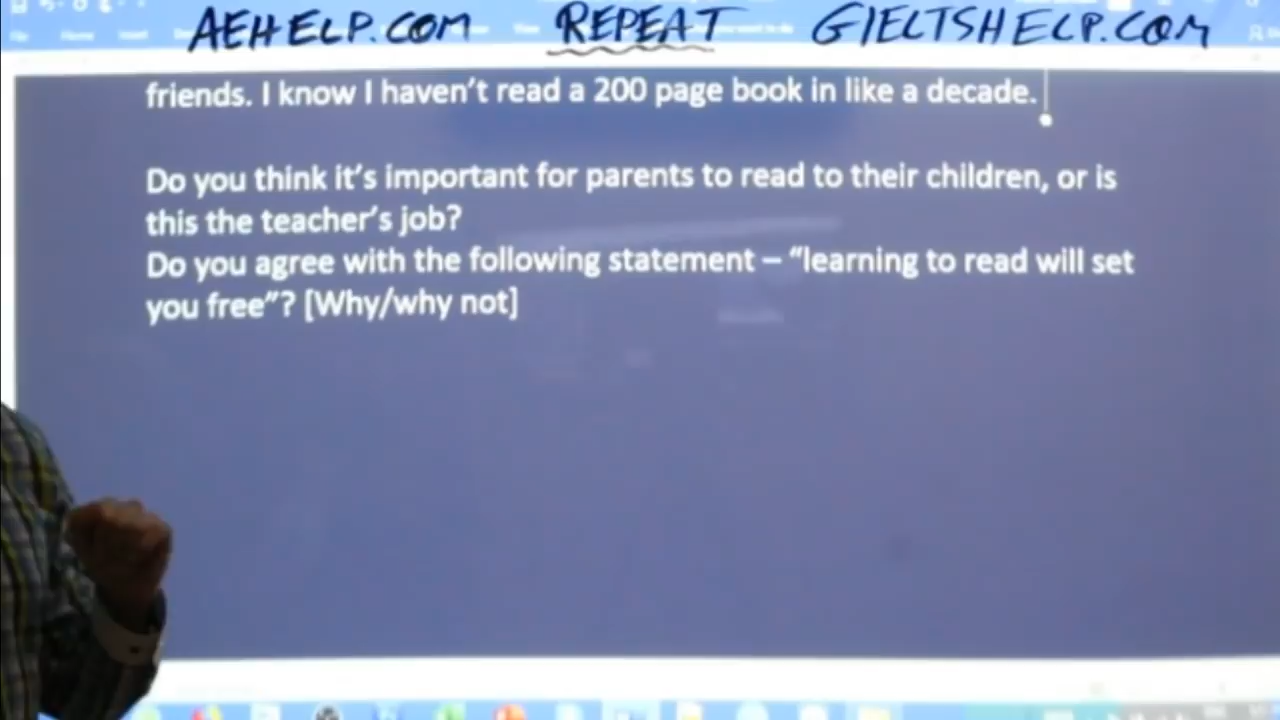 AEHELP.COM REPEAT GIELTSHELP.COM
friends. I know I haven't read a 200 page book in like a decade.
Do you think it's important for parents to read to their children, or is
this the teacher's job?
Do you agree with the following statement – "learning to read will set
you free"? [Why/why not]